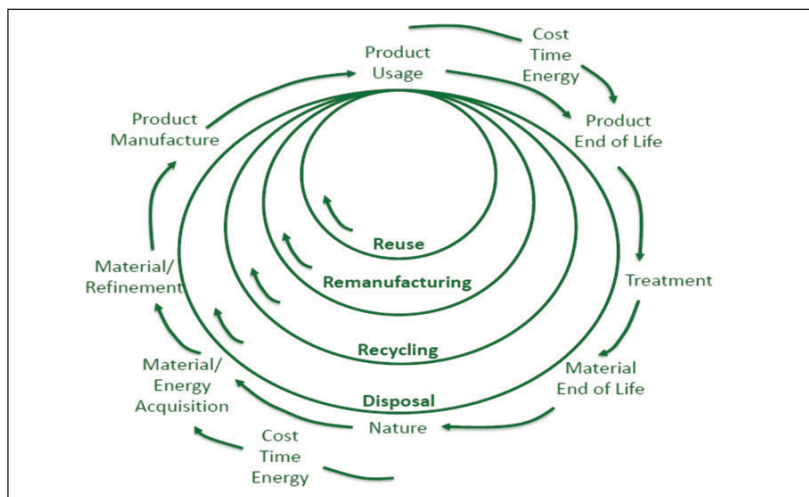 Cost
Time
Energy
Product
Usage
Product
Manufacture
Product
End of Life
Reuse
Material/
Refinement
Remanufacturing
Treatment
Recycling
Material/
Energy
Acquisition
Material
End of Life
Disposal
Nature
Cost
Time
Energy